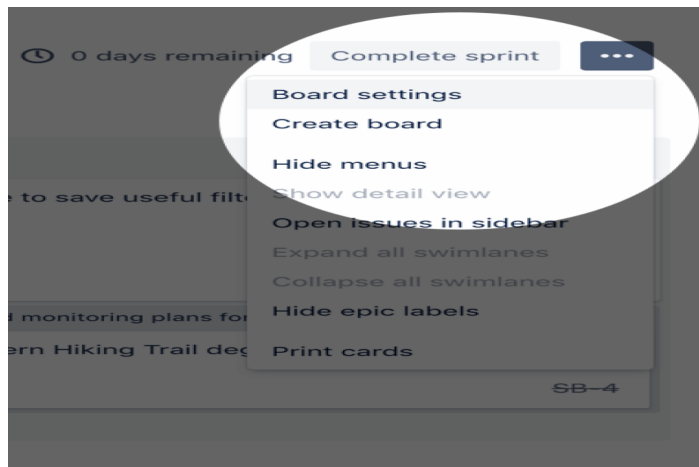 0 days remaining Complete sprint
Board settings
Create board
Hide menus
Show detail view
to save useful filt
Open issues in sidebar
Expand all swimlanes
Collapse all swimlanes
Hide epic labels
monitoring plans for
Print cards
ern Hiking Trail deg
SB-4